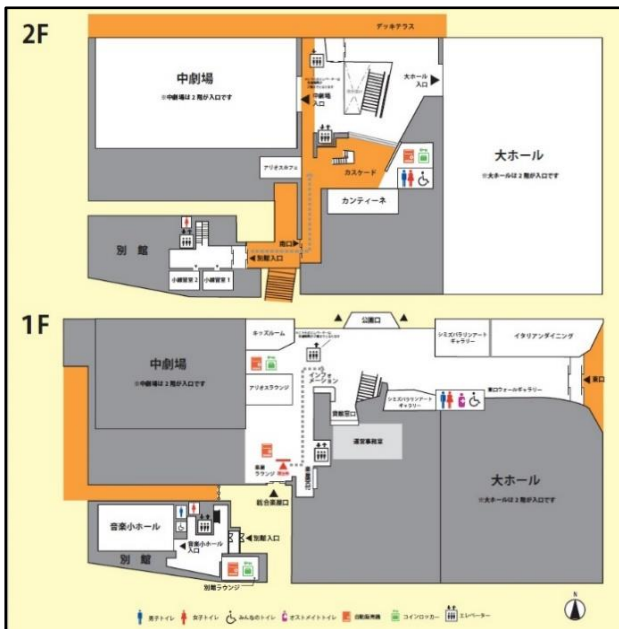 2F
デッキテラス
中劇場
※中劇場は2階が入口です
中劇場
入口
大ホール
入口
大ホール
※大ホールは2階が入口です
カスケード
アリオスカフェ
カンティーネ
別館
南口
別館入口
小練習室2
小練習室1
1F
キッズルーム
公園口
シミズパラリンアート
ギャラリー
イタリアンダイニング
中劇場
※中劇場は2階が入口です
アリオスラウンジ
インフォ
メーション
東口ウォールギャラリー
東口
シミズパラリンアート
ギャラリー
運営事務室
楽屋
ラウンジ
総合楽屋口
大ホール
※大ホールは2階が入口です
音楽小ホール
音楽小ホール
入口
別館入口
別館
別館ラウンジ
N
男子トイレ
女子トイレ
みんなのトイレ
オストメイトトイレ
自動販売機
コインロッカー
エレベーター